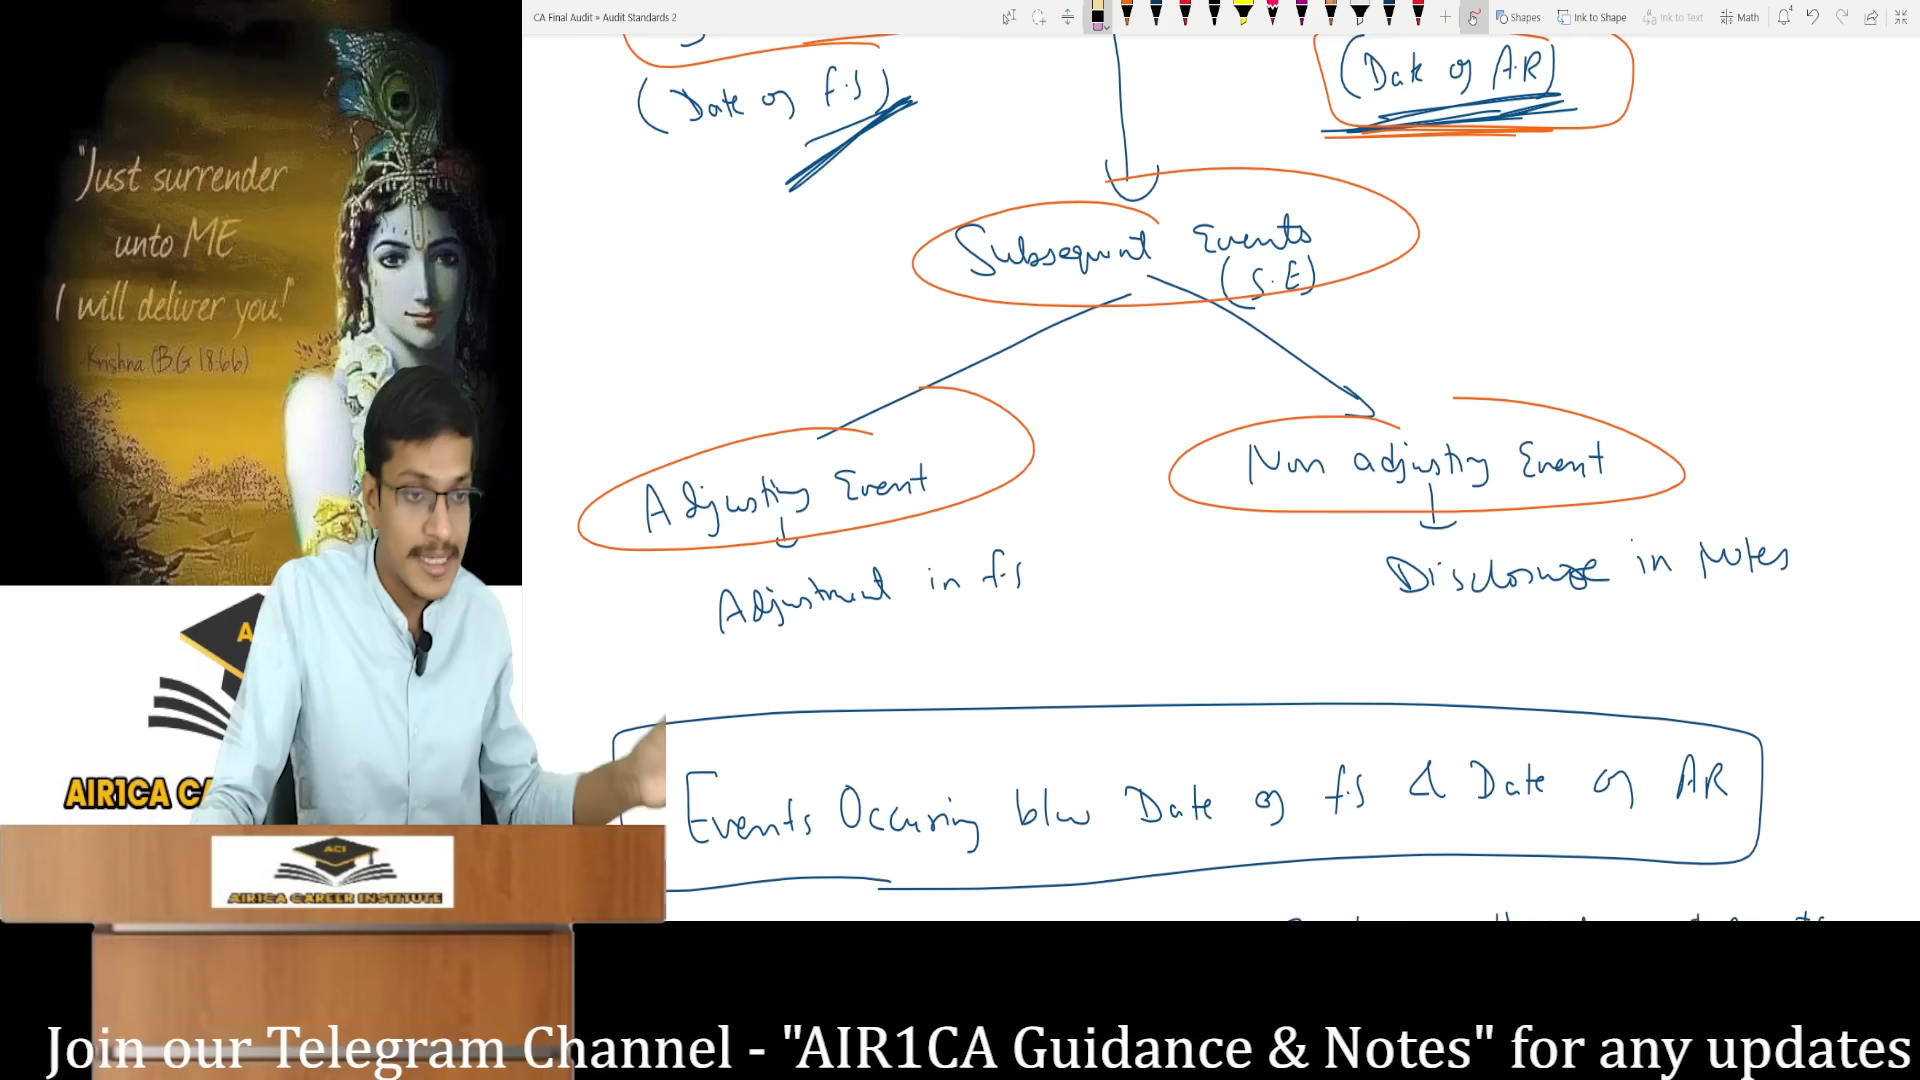 CA Final Audit » Audit Standards 2
Shapes
Ink to Shape
Ink to Text
Math
(Date of F.S)
(Date of A.R)
"Just surrender
unto ME
I will deliver you!"
-Krishna (B.G 18:66)
Subsequent Events
(S.E)
Adjusting Event
Non adjusting Event
Adjustment in F.S
Disclosure in Notes
AIR1CA CA
Events Occuring b/w Date of F.S & Date of AR
ACI
AIR1CA CAREER INSTITUTE
Join our Telegram Channel - "AIR1CA Guidance & Notes" for any updates